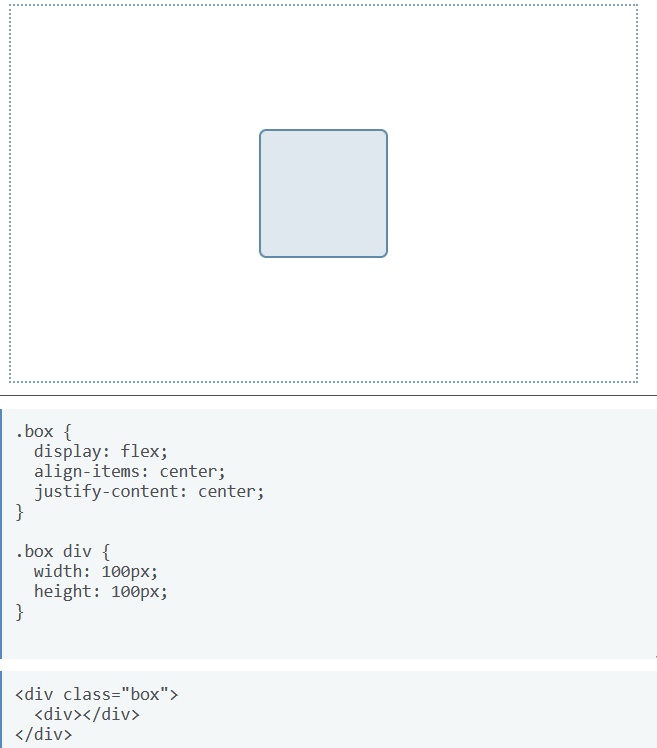 .box {
  display: flex;
  align-items: center;
  justify-content: center;
}

.box div {
  width: 100px;
  height: 100px;
}

<div class="box">
  <div></div>
</div>